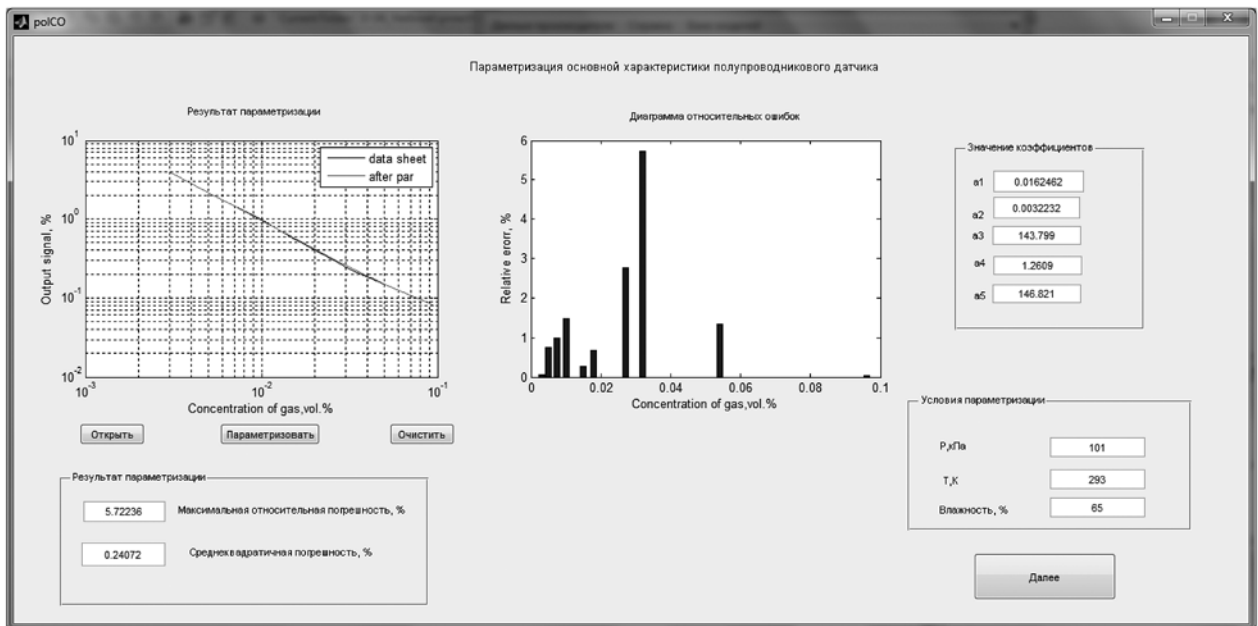 polCO
Параметризация основной характеристики полупроводникового датчика
Результат параметризации
10^1
10^0
10^-1
10^-2
10^-3
10^-2
10^-1
Output signal, %
Concentration of gas,vol.%
data sheet
after par
Открыть
Параметризовать
Очистить
Диаграмма относительных ошибок
6
5
4
3
2
1
0
0
0.02
0.04
0.06
0.08
0.1
Relative erorr, %
Concentration of gas,vol.%
Значение коэффициентов
a1 0.0162462
a2 0.0032232
a3 143.799
a4 1.2609
a5 146.821
Результат параметризации
5.72236 Максимальная относительная погрешность, %
0.24072 Среднеквадратичная погрешность, %
Условия параметризации
P,кПа 101
T,K 293
Влажность, % 65
Далее